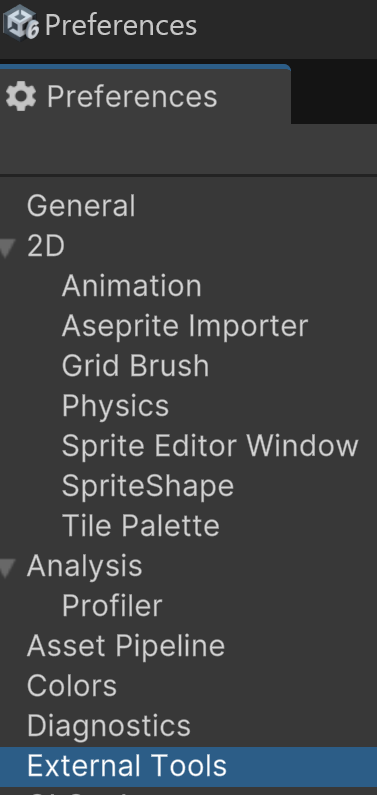 Preferences
Preferences
General
2D
Animation
Aseprite Importer
Grid Brush
Physics
Sprite Editor Window
SpriteShape
Tile Palette
Analysis
Profiler
Asset Pipeline
Colors
Diagnostics
External Tools